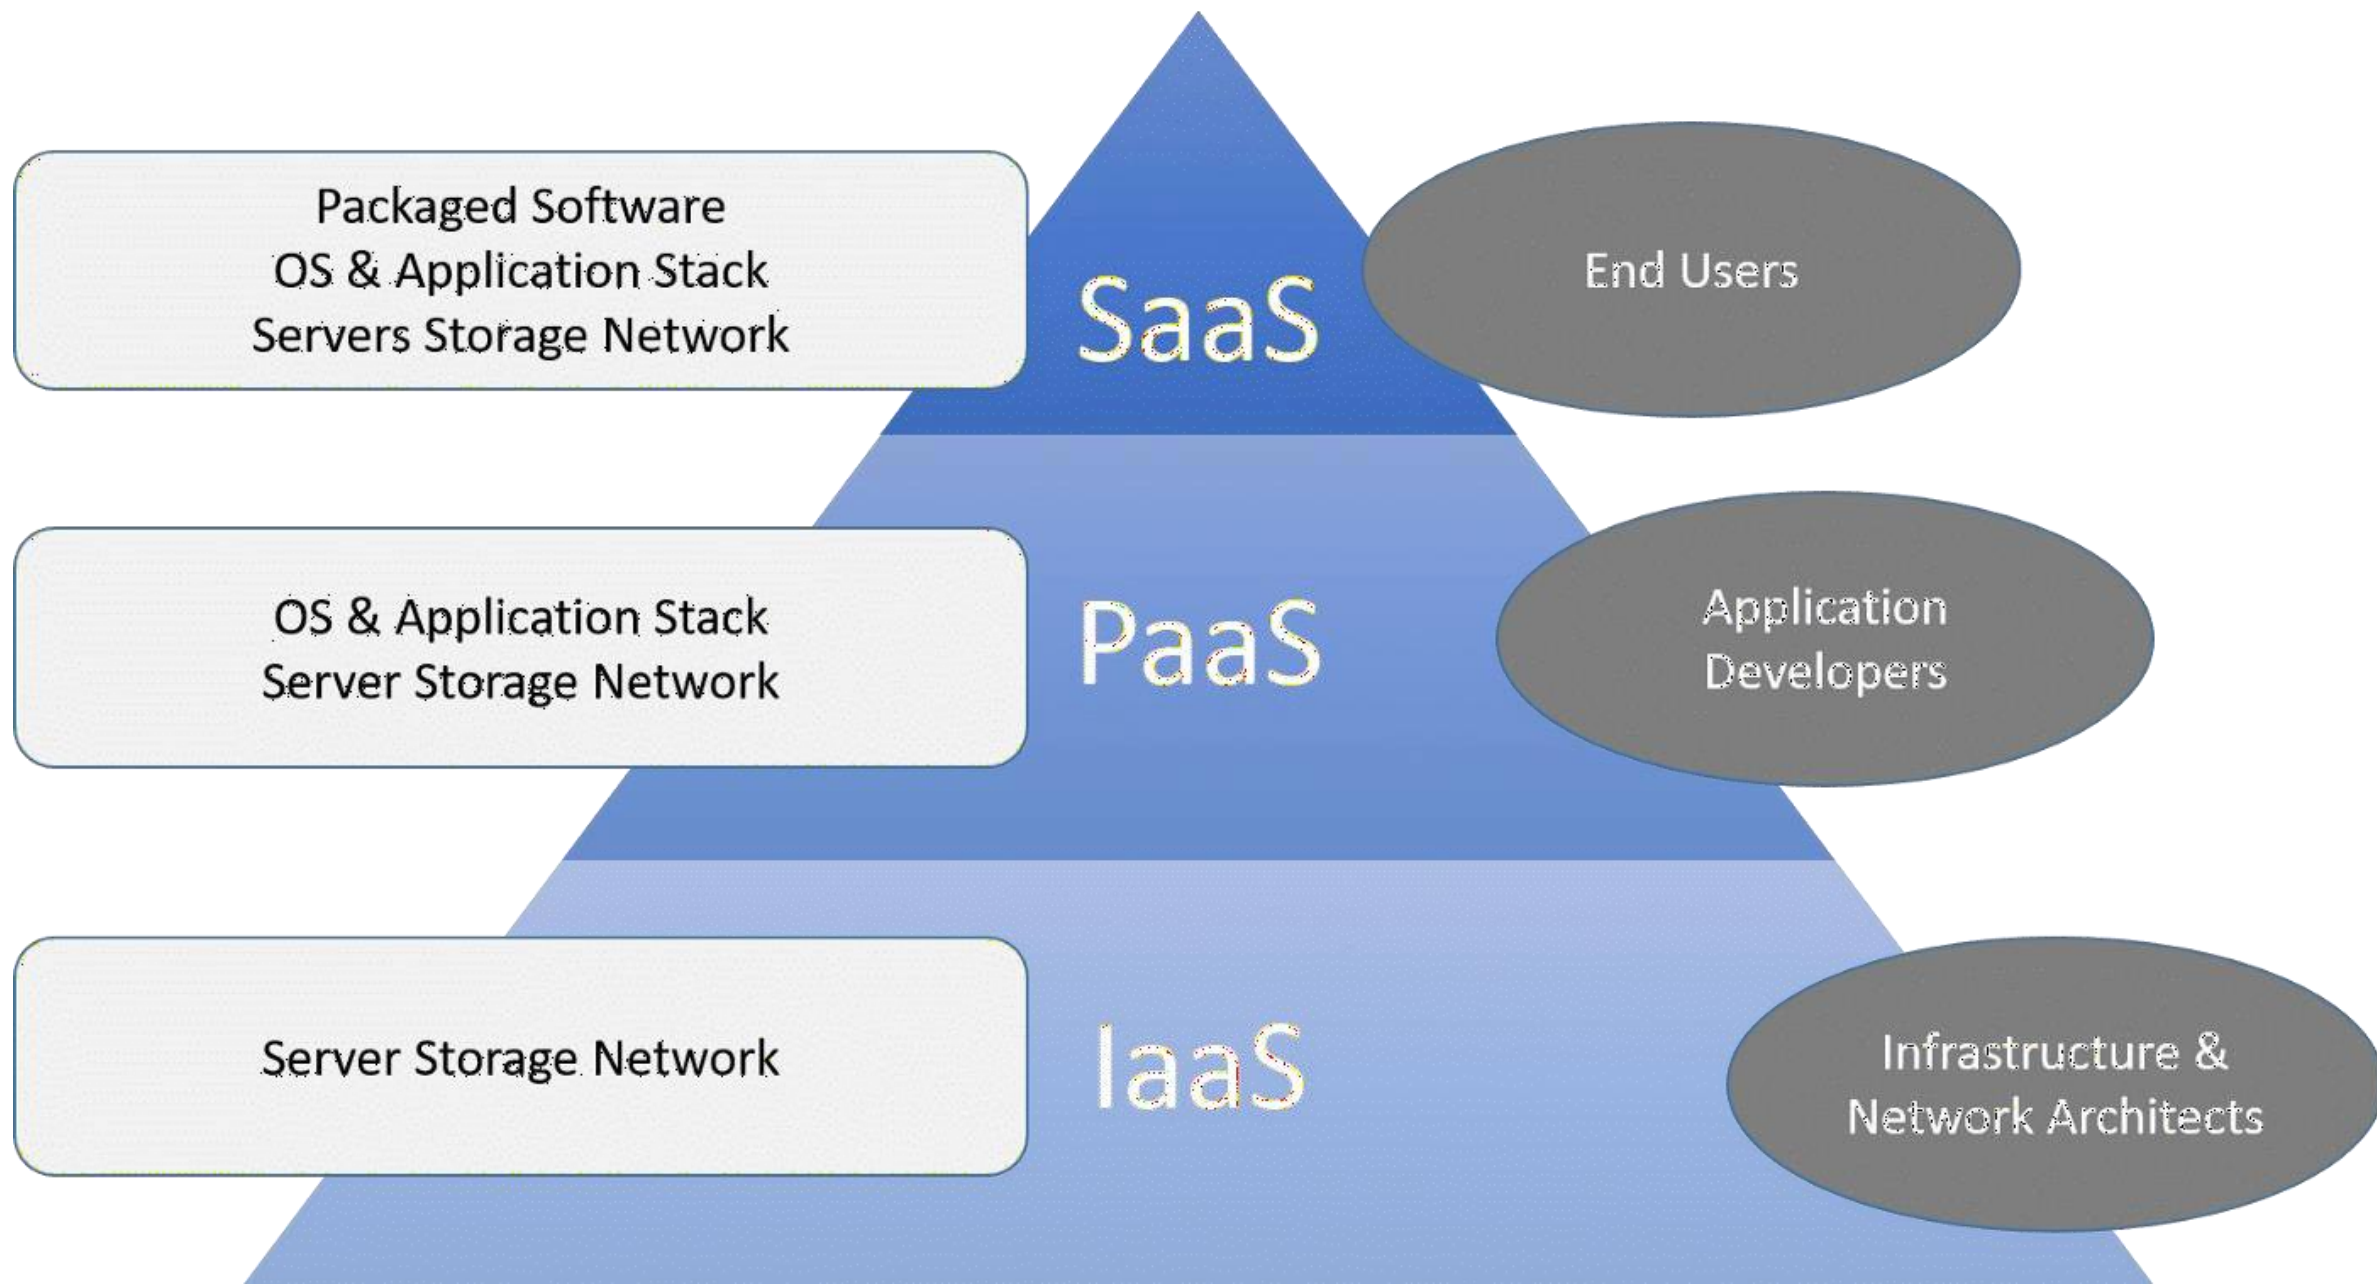 Packaged Software
OS & Application Stack
Servers Storage Network
SaaS
End Users
OS & Application Stack
Server Storage Network
PaaS
Application
Developers
Server Storage Network
IaaS
Infrastructure &
Network Architects